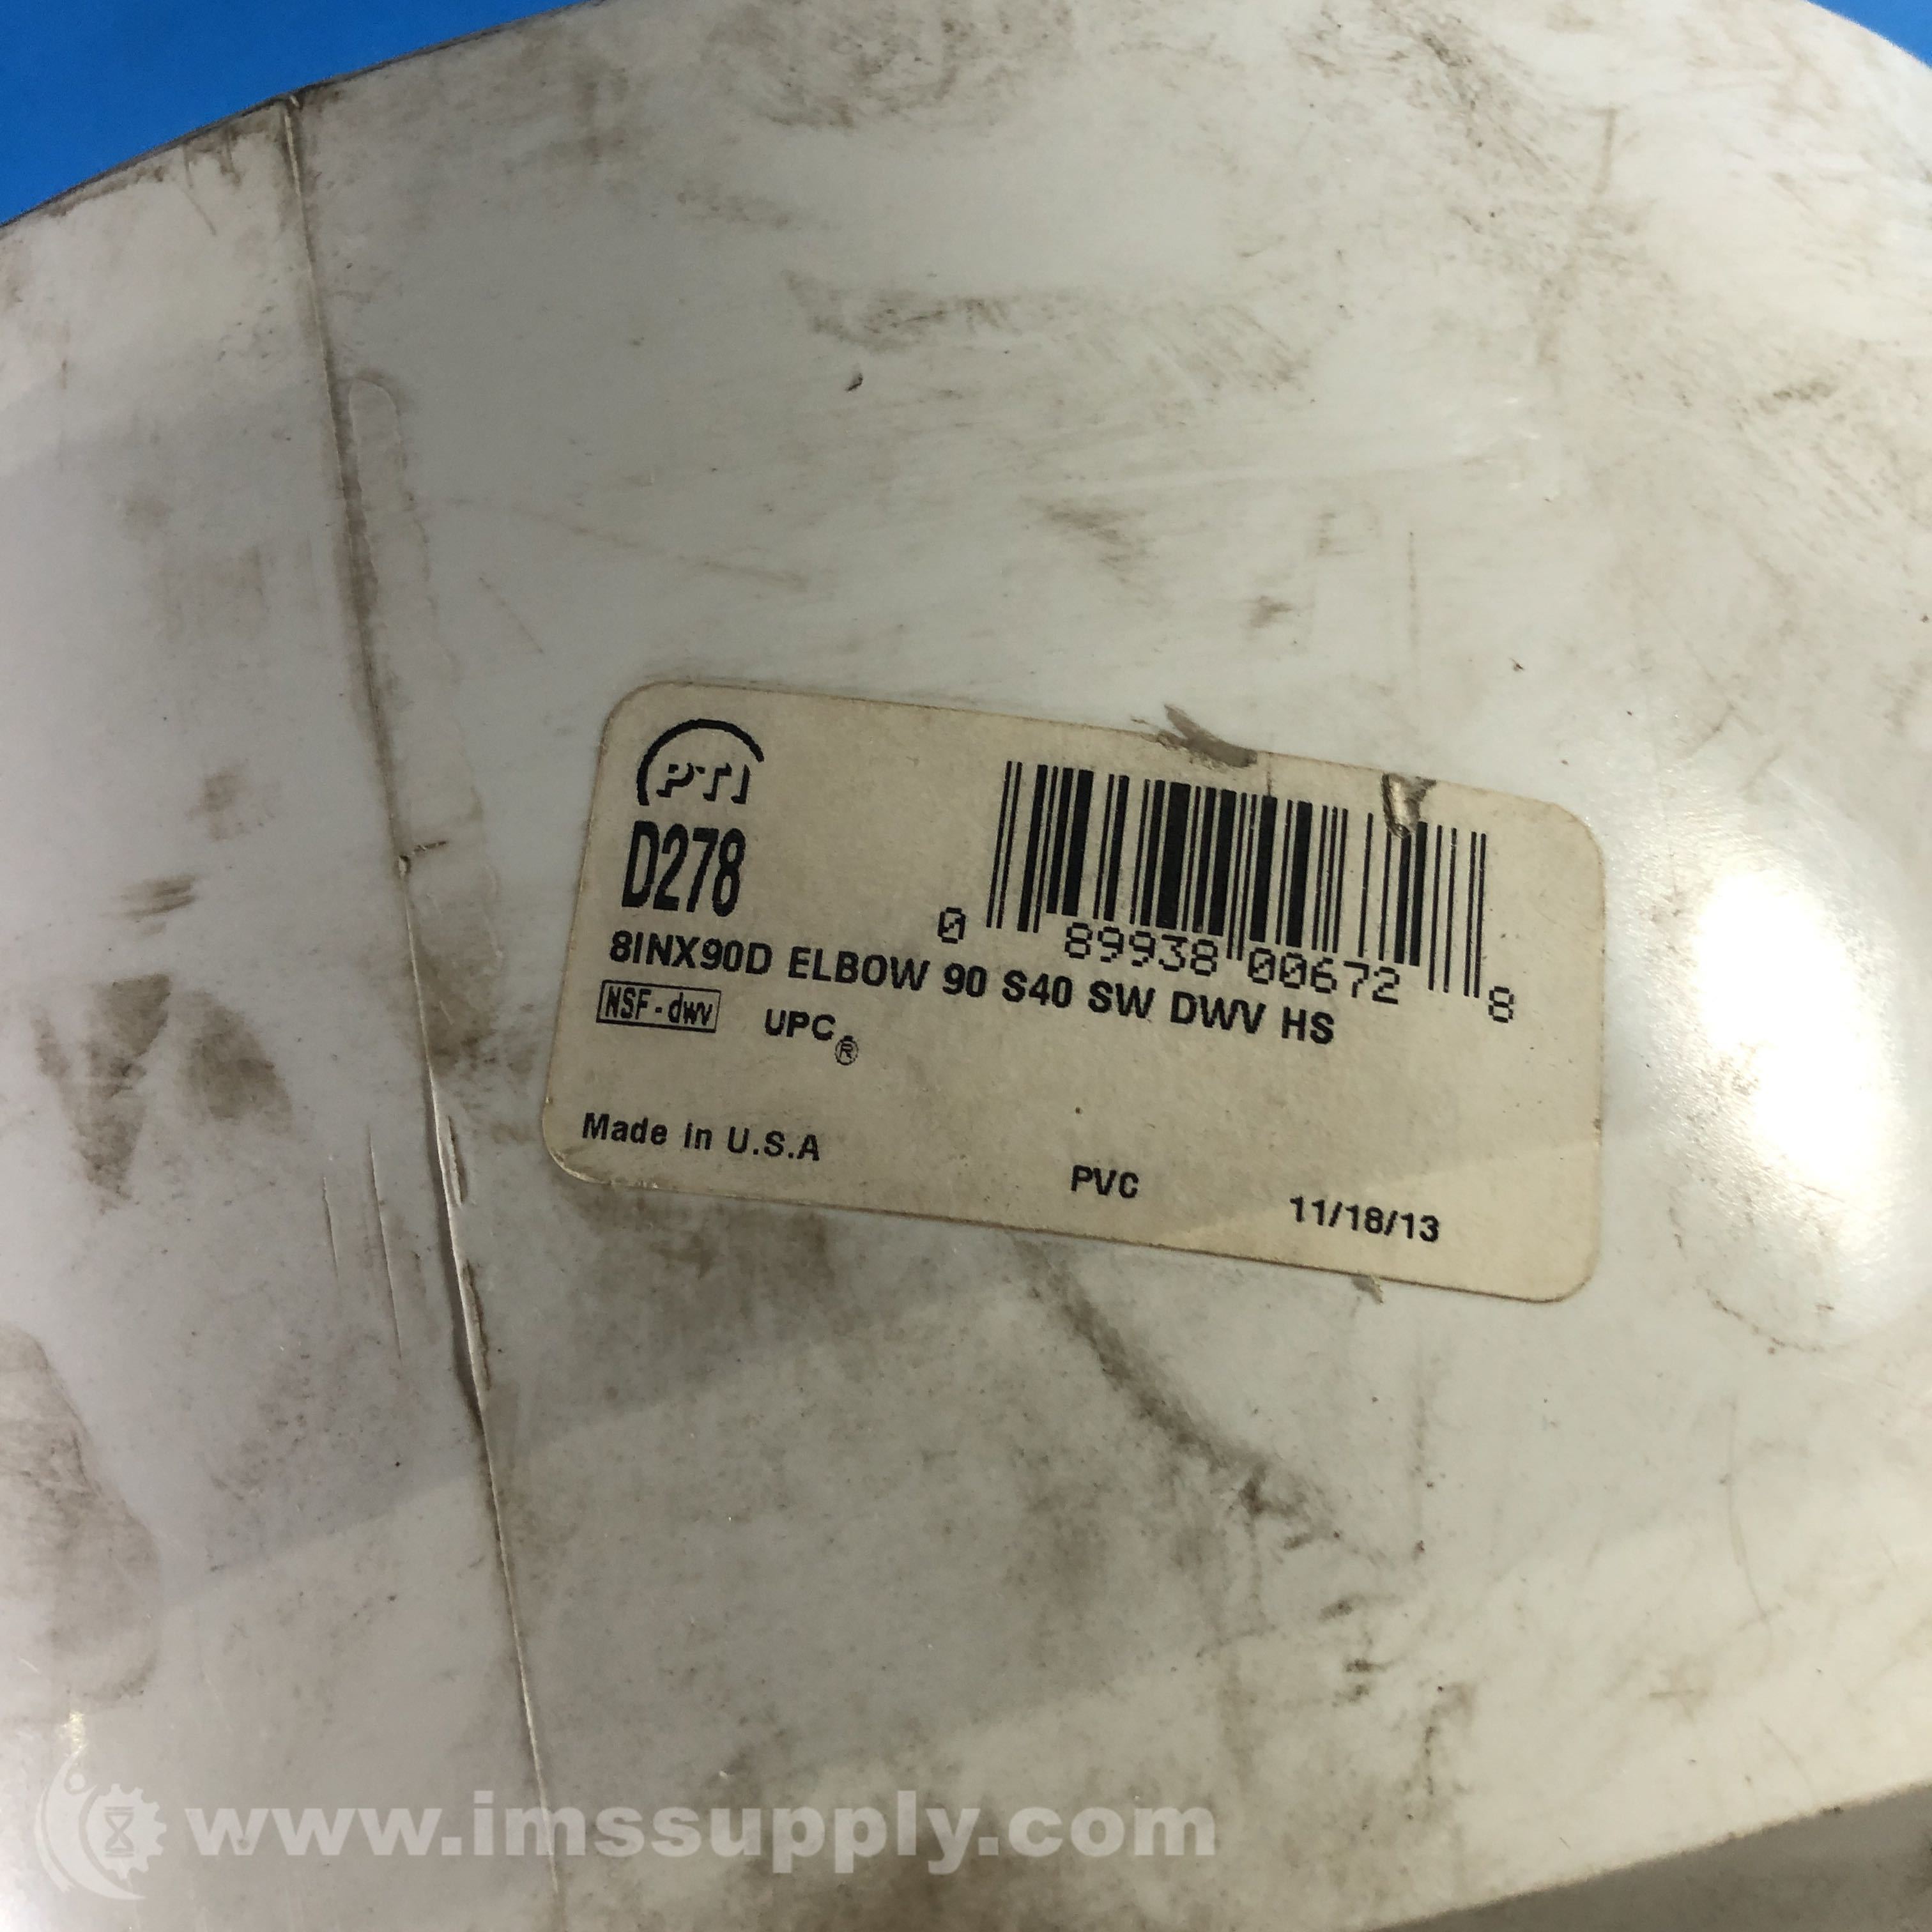 PTI
D278
0 89938 00672 8
8INX90D ELBOW 90 S40 SW DWV HS
NSF-dwv UPC®
Made in U.S.A PVC 11/18/13
www.imssupply.com